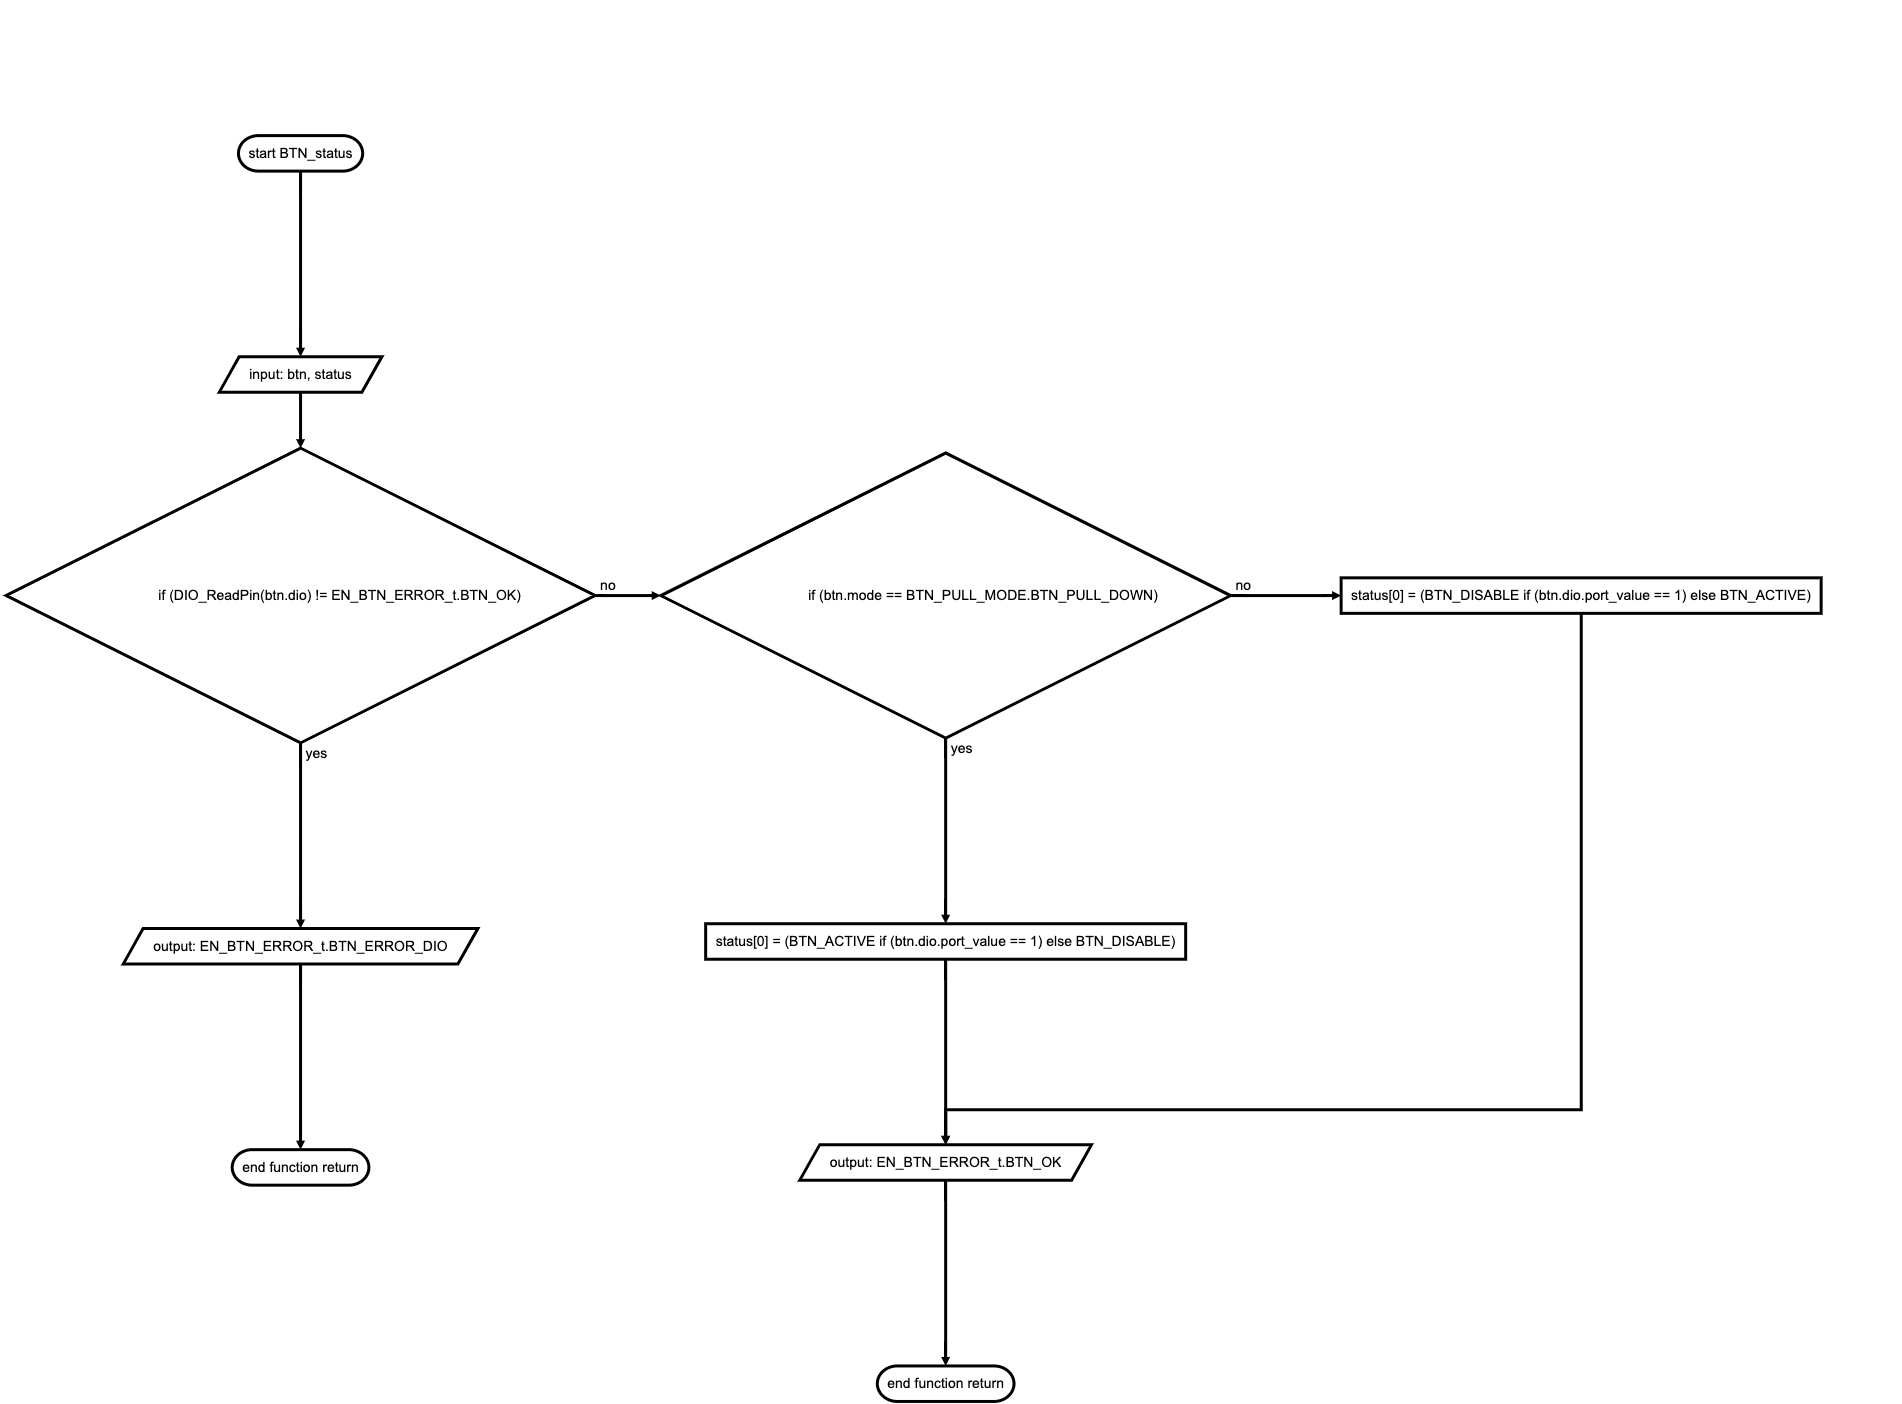 start BTN_status
input: btn, status
if (DIO_ReadPin(btn.dio) != EN_BTN_ERROR_t.BTN_OK)
no
if (btn.mode == BTN_PULL_MODE.BTN_PULL_DOWN)
no
status[0] = (BTN_DISABLE if (btn.dio.port_value == 1) else BTN_ACTIVE)
yes
yes
output: EN_BTN_ERROR_t.BTN_ERROR_DIO
status[0] = (BTN_ACTIVE if (btn.dio.port_value == 1) else BTN_DISABLE)
end function return
output: EN_BTN_ERROR_t.BTN_OK
end function return